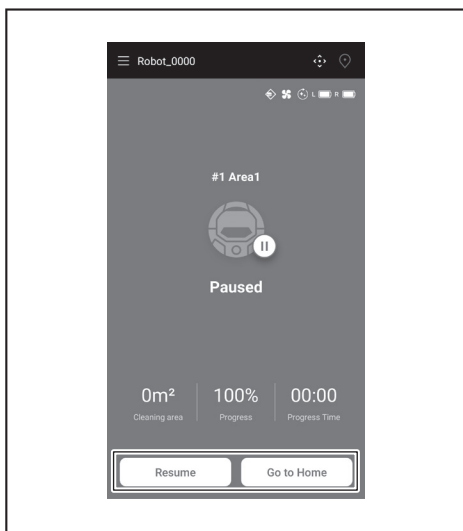 Robot_0000
L R
#1 Area1
Paused
0m² 100% 00:00
Cleaning area Progress Progress Time
Resume Go to Home